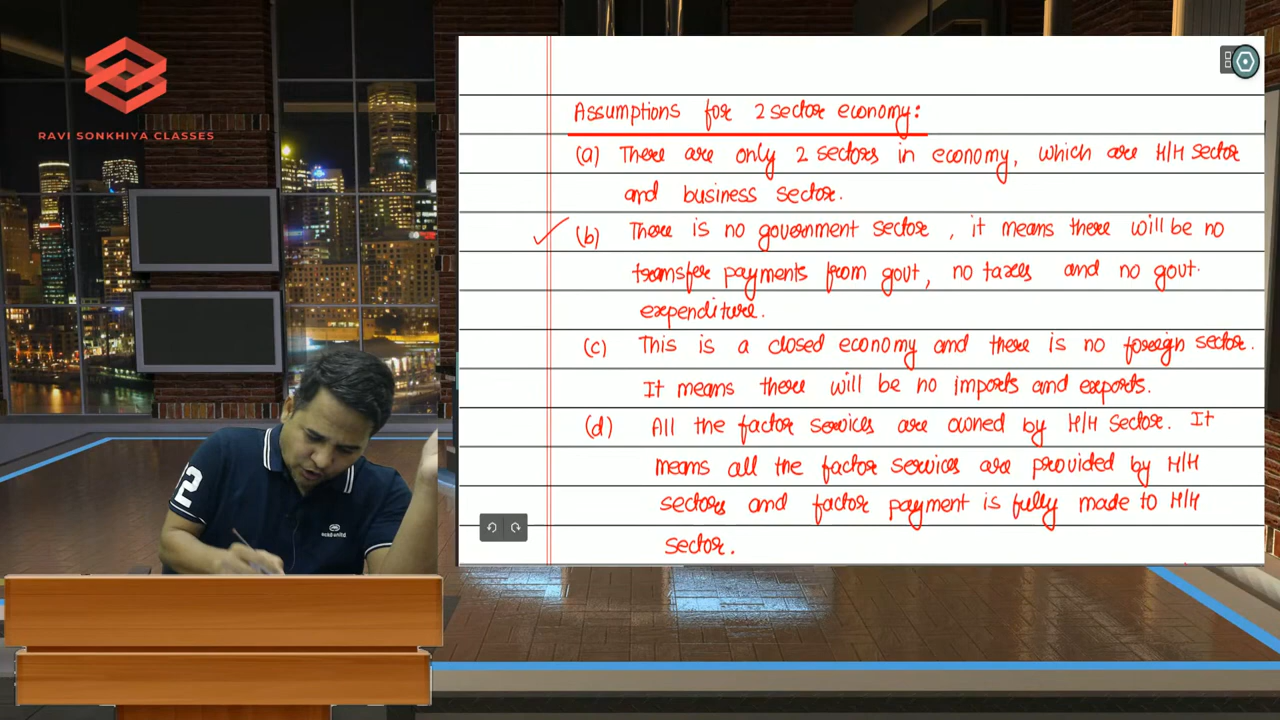 RAVI SONKHIYA CLASSES
Assumptions for 2 sector economy:
(a) There are only 2 sectors in economy, which are H/H sector
and business sector.
(b) There is no government sector, it means there will be no
transfer payments from govt, no taxes and no govt.
expenditure.
(c) This is a closed economy and there is no foreign sector.
It means there will be no imports and exports.
(d) All the factor services are owned by H/H sector. It
means all the factor services are provided by H/H
sectors and factor payment is fully made to H/H
sector.